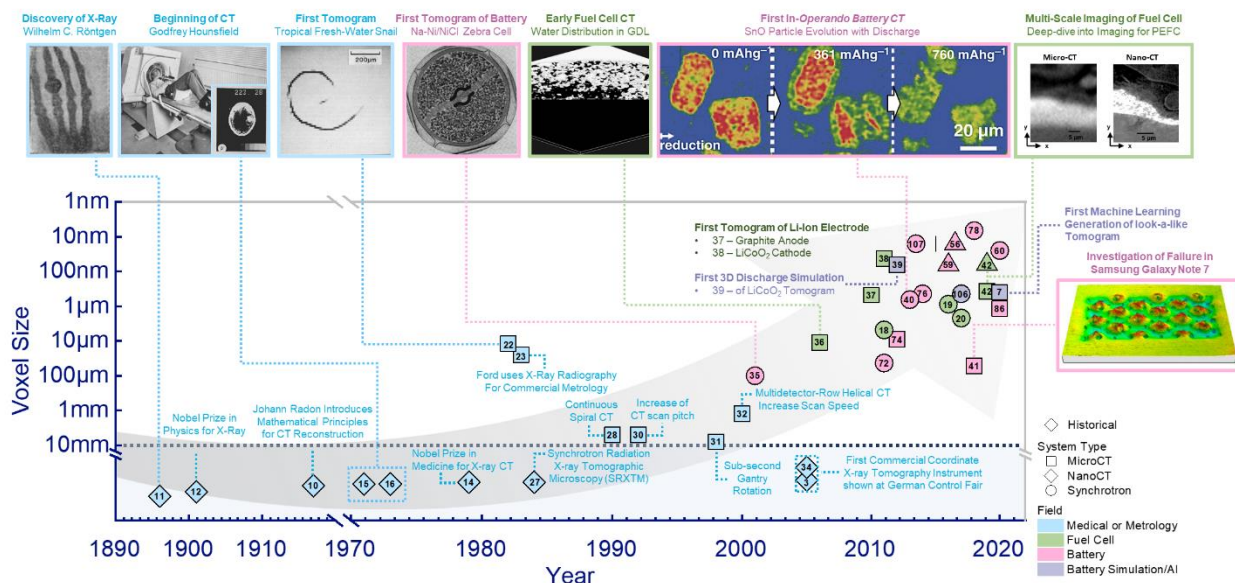 Discovery of X-Ray
Wilhelm C. Röntgen
Beginning of CT
Godfrey Hounsfield
First Tomogram
Tropical Fresh-Water Snail
First Tomogram of Battery
Na-Ni/NiCl Zebra Cell
Early Fuel Cell CT
Water Distribution in GDL
First In-Operando Battery CT
SnO Particle Evolution with Discharge
Multi-Scale Imaging of Fuel Cell
Deep-dive into Imaging for PEFC
200µm
0 mAhg⁻¹
361 mAhg⁻¹
760 mAhg⁻¹
reduction
20 µm
Micro-CT
Nano-CT
y
x
5 µm
y
x
5 µm
Voxel Size
1nm
10nm
100nm
1µm
10µm
100µm
1mm
10mm
First Tomogram of Li-Ion Electrode
• 37 – Graphite Anode
• 38 – LiCoO₂ Cathode
First 3D Discharge Simulation
• 39 – of LiCoO₂ Tomogram
First Machine Learning
Generation of look-a-like
Tomogram
Investigation of Failure in
Samsung Galaxy Note 7
107
56
78
60
38
39
59
42
37
40
76
106
42
7
19
86
20
18
74
36
72
41
35
22
23
Ford uses X-Ray Radiography
For Commercial Metrology
Nobel Prize in
Physics for X-Ray
Johann Radon Introduces
Mathematical Principles
for CT Reconstruction
Continuous
Spiral CT
Increase of
CT scan pitch
Multidetector-Row Helical CT
Increase Scan Speed
28
30
32
31
Nobel Prize in
Medicine for X-ray CT
Synchrotron Radiation
X-ray Tomographic
Microscopy (SRXTM)
Sub-second
Gantry
Rotation
First Commercial Coordinate
X-ray Tomography Instrument
shown at German Control Fair
11
12
10
15
16
14
27
34
3
1890
1900
1910
1970
1980
1990
2000
2010
2020
Year
Historical
System Type
MicroCT
NanoCT
Synchrotron
Field
Medical or Metrology
Fuel Cell
Battery
Battery Simulation/AI